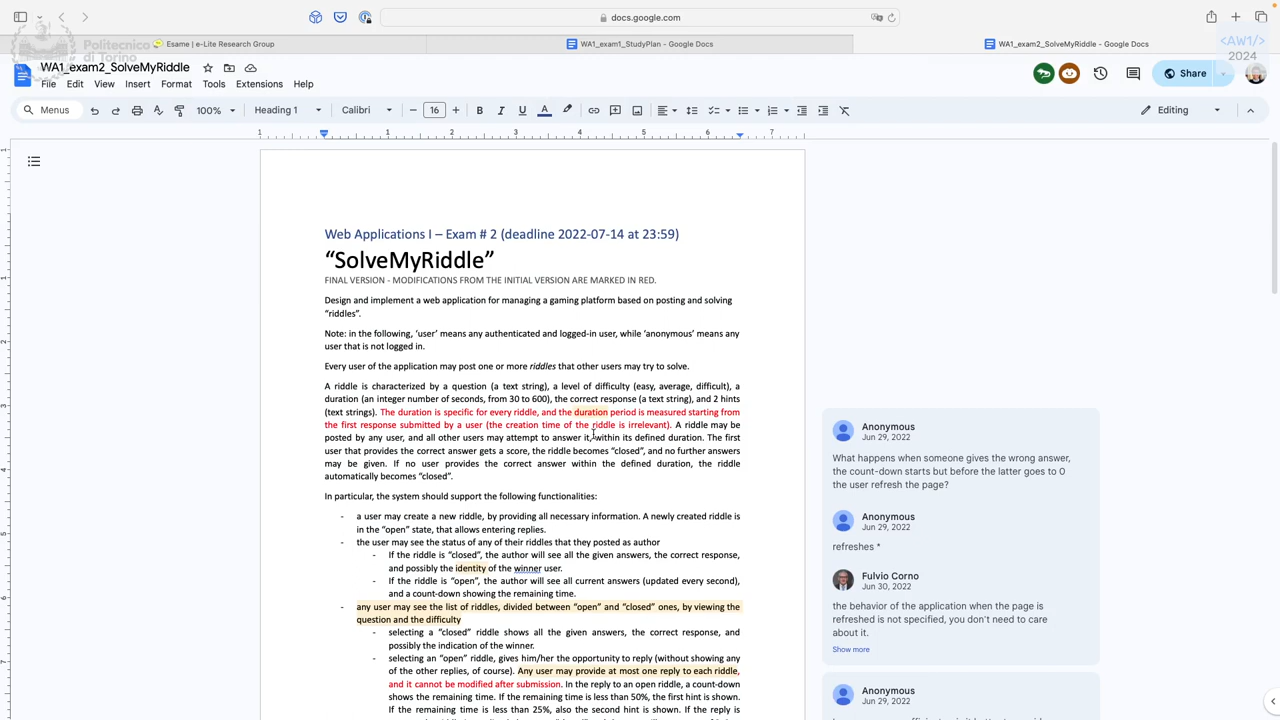 docs.google.com
Politecnico
di Torino
Esame | e-Lite Research Group
WA1_exam1_StudyPlan - Google Docs
WA1_exam2_SolveMyRiddle - Google Docs
<AW1/>
2024
WA1_exam2_SolveMyRiddle
File Edit View Insert Format Tools Extensions Help
Share
Menus 100% Heading 1 Calibri 16 B I U A Editing
1 1 2 3 4 5 6 7
Web Applications I – Exam # 2 (deadline 2022-07-14 at 23:59)
“SolveMyRiddle”
FINAL VERSION - MODIFICATIONS FROM THE INITIAL VERSION ARE MARKED IN RED.
Design and implement a web application for managing a gaming platform based on posting and solving
“riddles”.
Note: in the following, ‘user’ means any authenticated and logged-in user, while ‘anonymous’ means any
user that is not logged in.
Every user of the application may post one or more riddles that other users may try to solve.
A riddle is characterized by a question (a text string), a level of difficulty (easy, average, difficult), a
duration (an integer number of seconds, from 30 to 600), the correct response (a text string), and 2 hints
(text strings). The duration is specific for every riddle, and the duration period is measured starting from
the first response submitted by a user (the creation time of the riddle is irrelevant). A riddle may be
posted by any user, and all other users may attempt to answer it, within its defined duration. The first
user that provides the correct answer gets a score, the riddle becomes “closed”, and no further answers
may be given. If no user provides the correct answer within the defined duration, the riddle
automatically becomes “closed”.
In particular, the system should support the following functionalities:
- a user may create a new riddle, by providing all necessary information. A newly created riddle is
in the “open” state, that allows entering replies.
- the user may see the status of any of their riddles that they posted as author
- If the riddle is “closed”, the author will see all the given answers, the correct response,
and possibly the identity of the winner user.
- If the riddle is “open”, the author will see all current answers (updated every second),
and a count-down showing the remaining time.
- any user may see the list of riddles, divided between “open” and “closed” ones, by viewing the
question and the difficulty
- selecting a “closed” riddle shows all the given answers, the correct response, and
possibly the indication of the winner.
- selecting an “open” riddle, gives him/her the opportunity to reply (without showing any
of the other replies, of course). Any user may provide at most one reply to each riddle,
and it cannot be modified after submission. In the reply to an open riddle, a count-down
shows the remaining time. If the remaining time is less than 50%, the first hint is shown.
If the remaining time is less than 25%, also the second hint is shown. If the reply is
Anonymous
Jun 29, 2022
What happens when someone gives the wrong answer,
the count-down starts but before the latter goes to 0
the user refresh the page?
Anonymous
Jun 29, 2022
refreshes *
Fulvio Corno
Jun 30, 2022
the behavior of the application when the page is
refreshed is not specified, you don't need to care
about it.
Show more
Anonymous
Jun 29, 2022